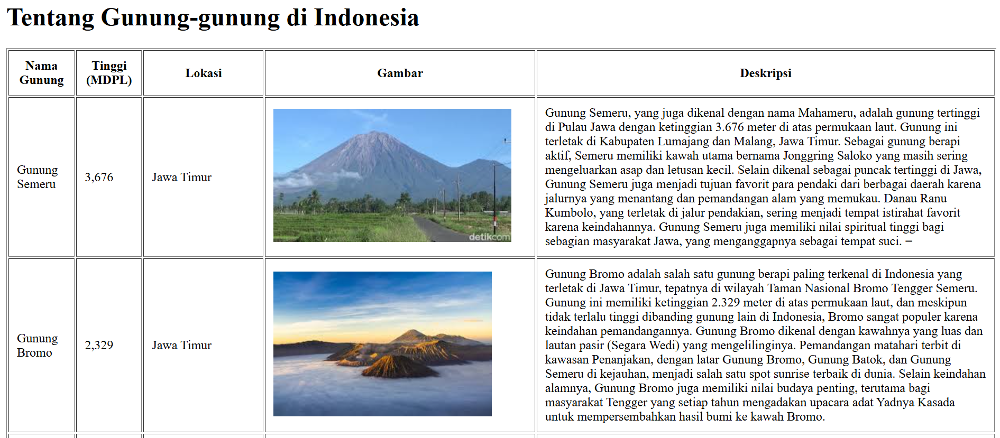 Tentang Gunung-gunung di Indonesia
Nama
Gunung
Tinggi
(MDPL)
Lokasi
Gambar
Deskripsi
Gunung
Semeru
3,676
Jawa Timur
detikcom
Gunung Semeru, yang juga dikenal dengan nama Mahameru, adalah gunung tertinggi
di Pulau Jawa dengan ketinggian 3.676 meter di atas permukaan laut. Gunung ini
terletak di Kabupaten Lumajang dan Malang, Jawa Timur. Sebagai gunung berapi
aktif, Semeru memiliki kawah utama bernama Jonggring Saloko yang masih sering
mengeluarkan asap dan letusan kecil. Selain dikenal sebagai puncak tertinggi di Jawa,
Gunung Semeru juga menjadi tujuan favorit para pendaki dari berbagai daerah karena
jalurnya yang menantang dan pemandangan alam yang memukau. Danau Ranu
Kumbolo, yang terletak di jalur pendakian, sering menjadi tempat istirahat favorit
karena keindahannya. Gunung Semeru juga memiliki nilai spiritual tinggi bagi
sebagian masyarakat Jawa, yang menganggapnya sebagai tempat suci. =
Gunung
Bromo
2,329
Jawa Timur
Gunung Bromo adalah salah satu gunung berapi paling terkenal di Indonesia yang
terletak di Jawa Timur, tepatnya di wilayah Taman Nasional Bromo Tengger Semeru.
Gunung ini memiliki ketinggian 2.329 meter di atas permukaan laut, dan meskipun
tidak terlalu tinggi dibanding gunung lain di Indonesia, Bromo sangat populer karena
keindahan pemandangannya. Gunung Bromo dikenal dengan kawahnya yang luas dan
lautan pasir (Segara Wedi) yang mengelilinginya. Pemandangan matahari terbit di
kawasan Penanjakan, dengan latar Gunung Bromo, Gunung Batok, dan Gunung
Semeru di kejauhan, menjadi salah satu spot sunrise terbaik di dunia. Selain keindahan
alamnya, Gunung Bromo juga memiliki nilai budaya penting, terutama bagi
masyarakat Tengger yang setiap tahun mengadakan upacara adat Yadnya Kasada
untuk mempersembahkan hasil bumi ke kawah Bromo.